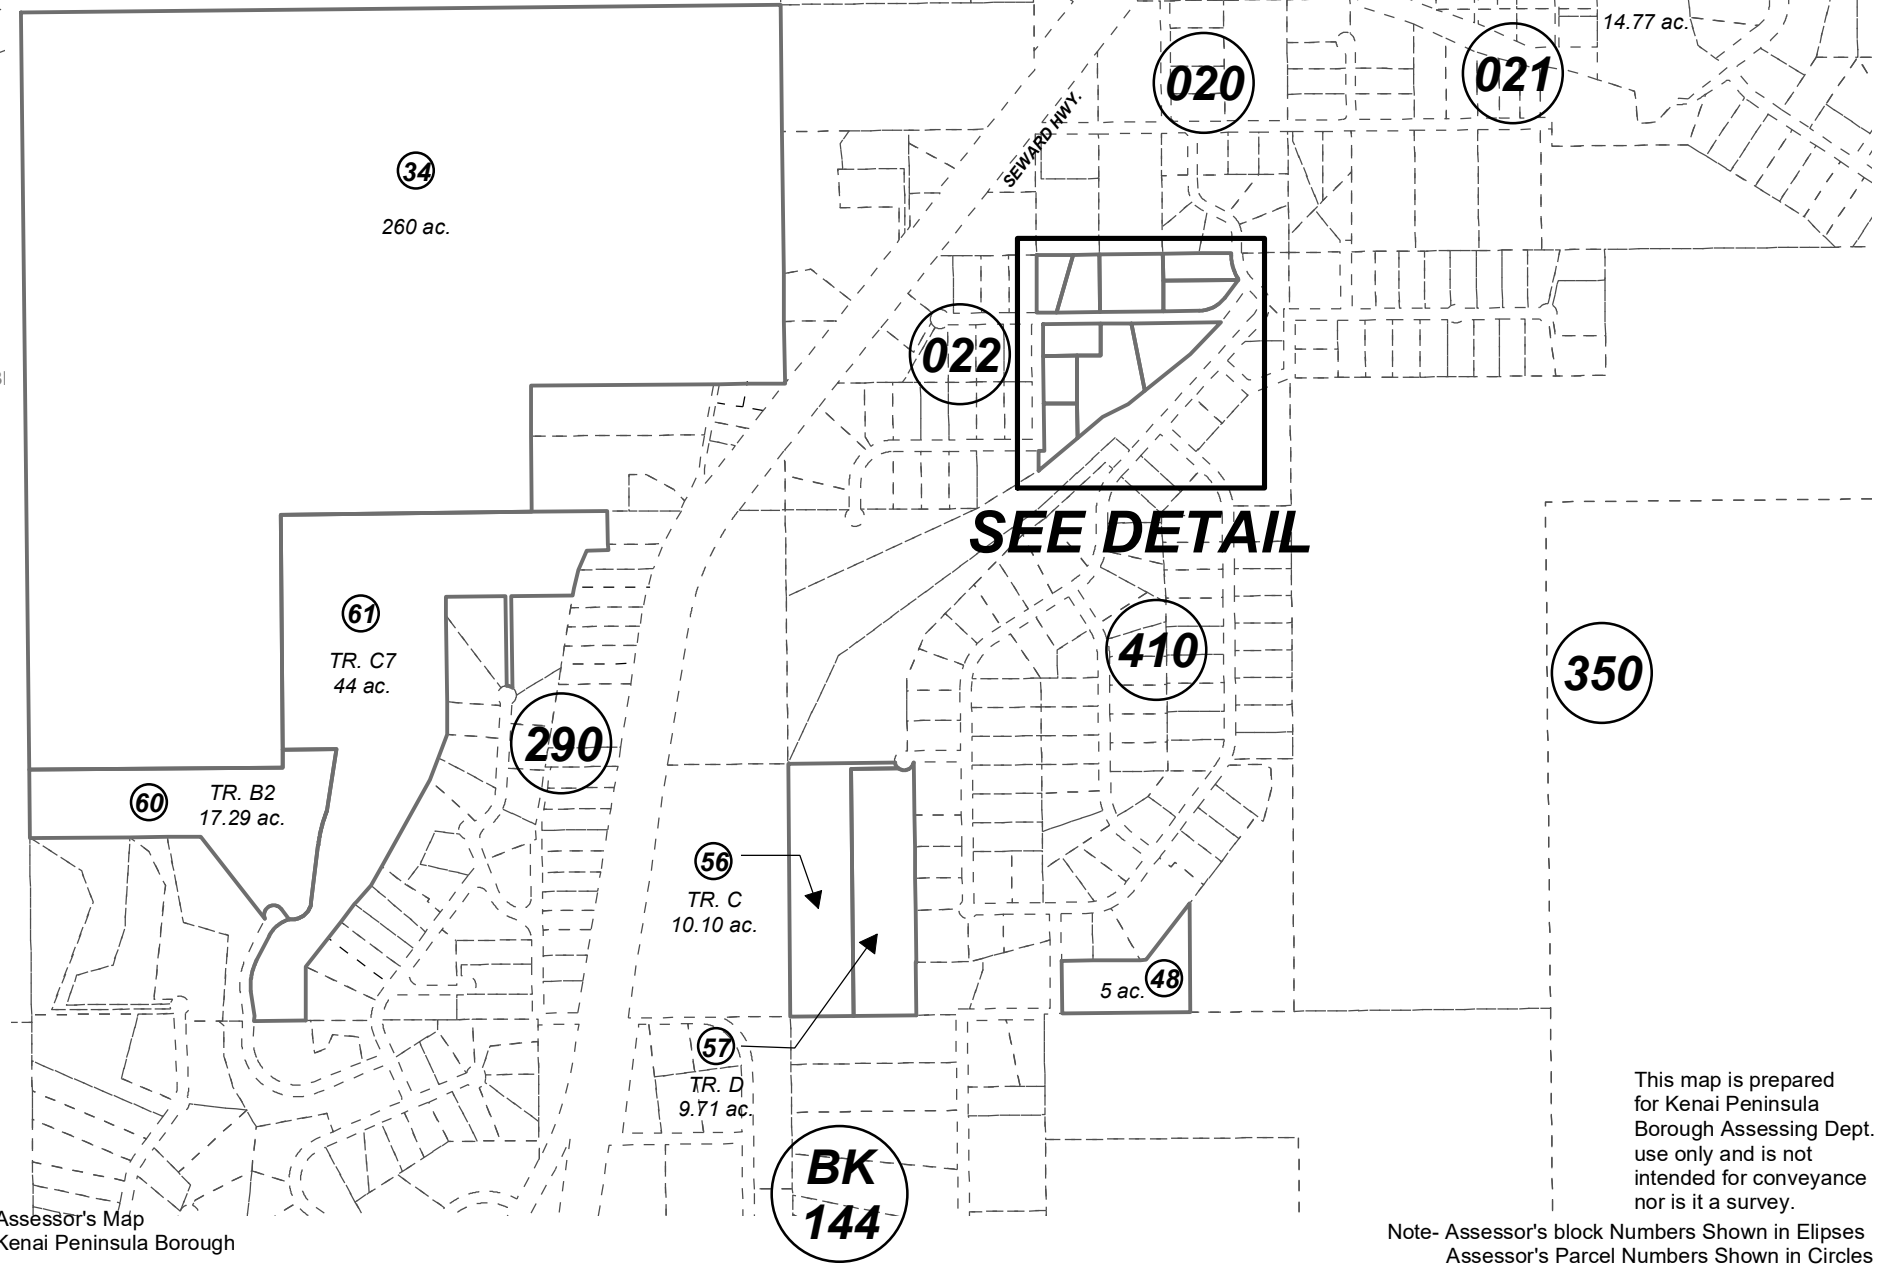 14.77 ac.
020
021
SEWARD HWY.
34
260 ac.
022
SEE DETAIL
61
TR. C7
44 ac.
410
350
290
60
TR. B2
17.29 ac.
56
TR. C
10.10 ac.
48
5 ac.
57
TR. D
9.71 ac.
BK
144
This map is prepared
for Kenai Peninsula
Borough Assessing Dept.
use only and is not
intended for conveyance
nor is it a survey.
Assessor's Map
Kenai Peninsula Borough
Note- Assessor's block Numbers Shown in Elipses
Assessor's Parcel Numbers Shown in Circles